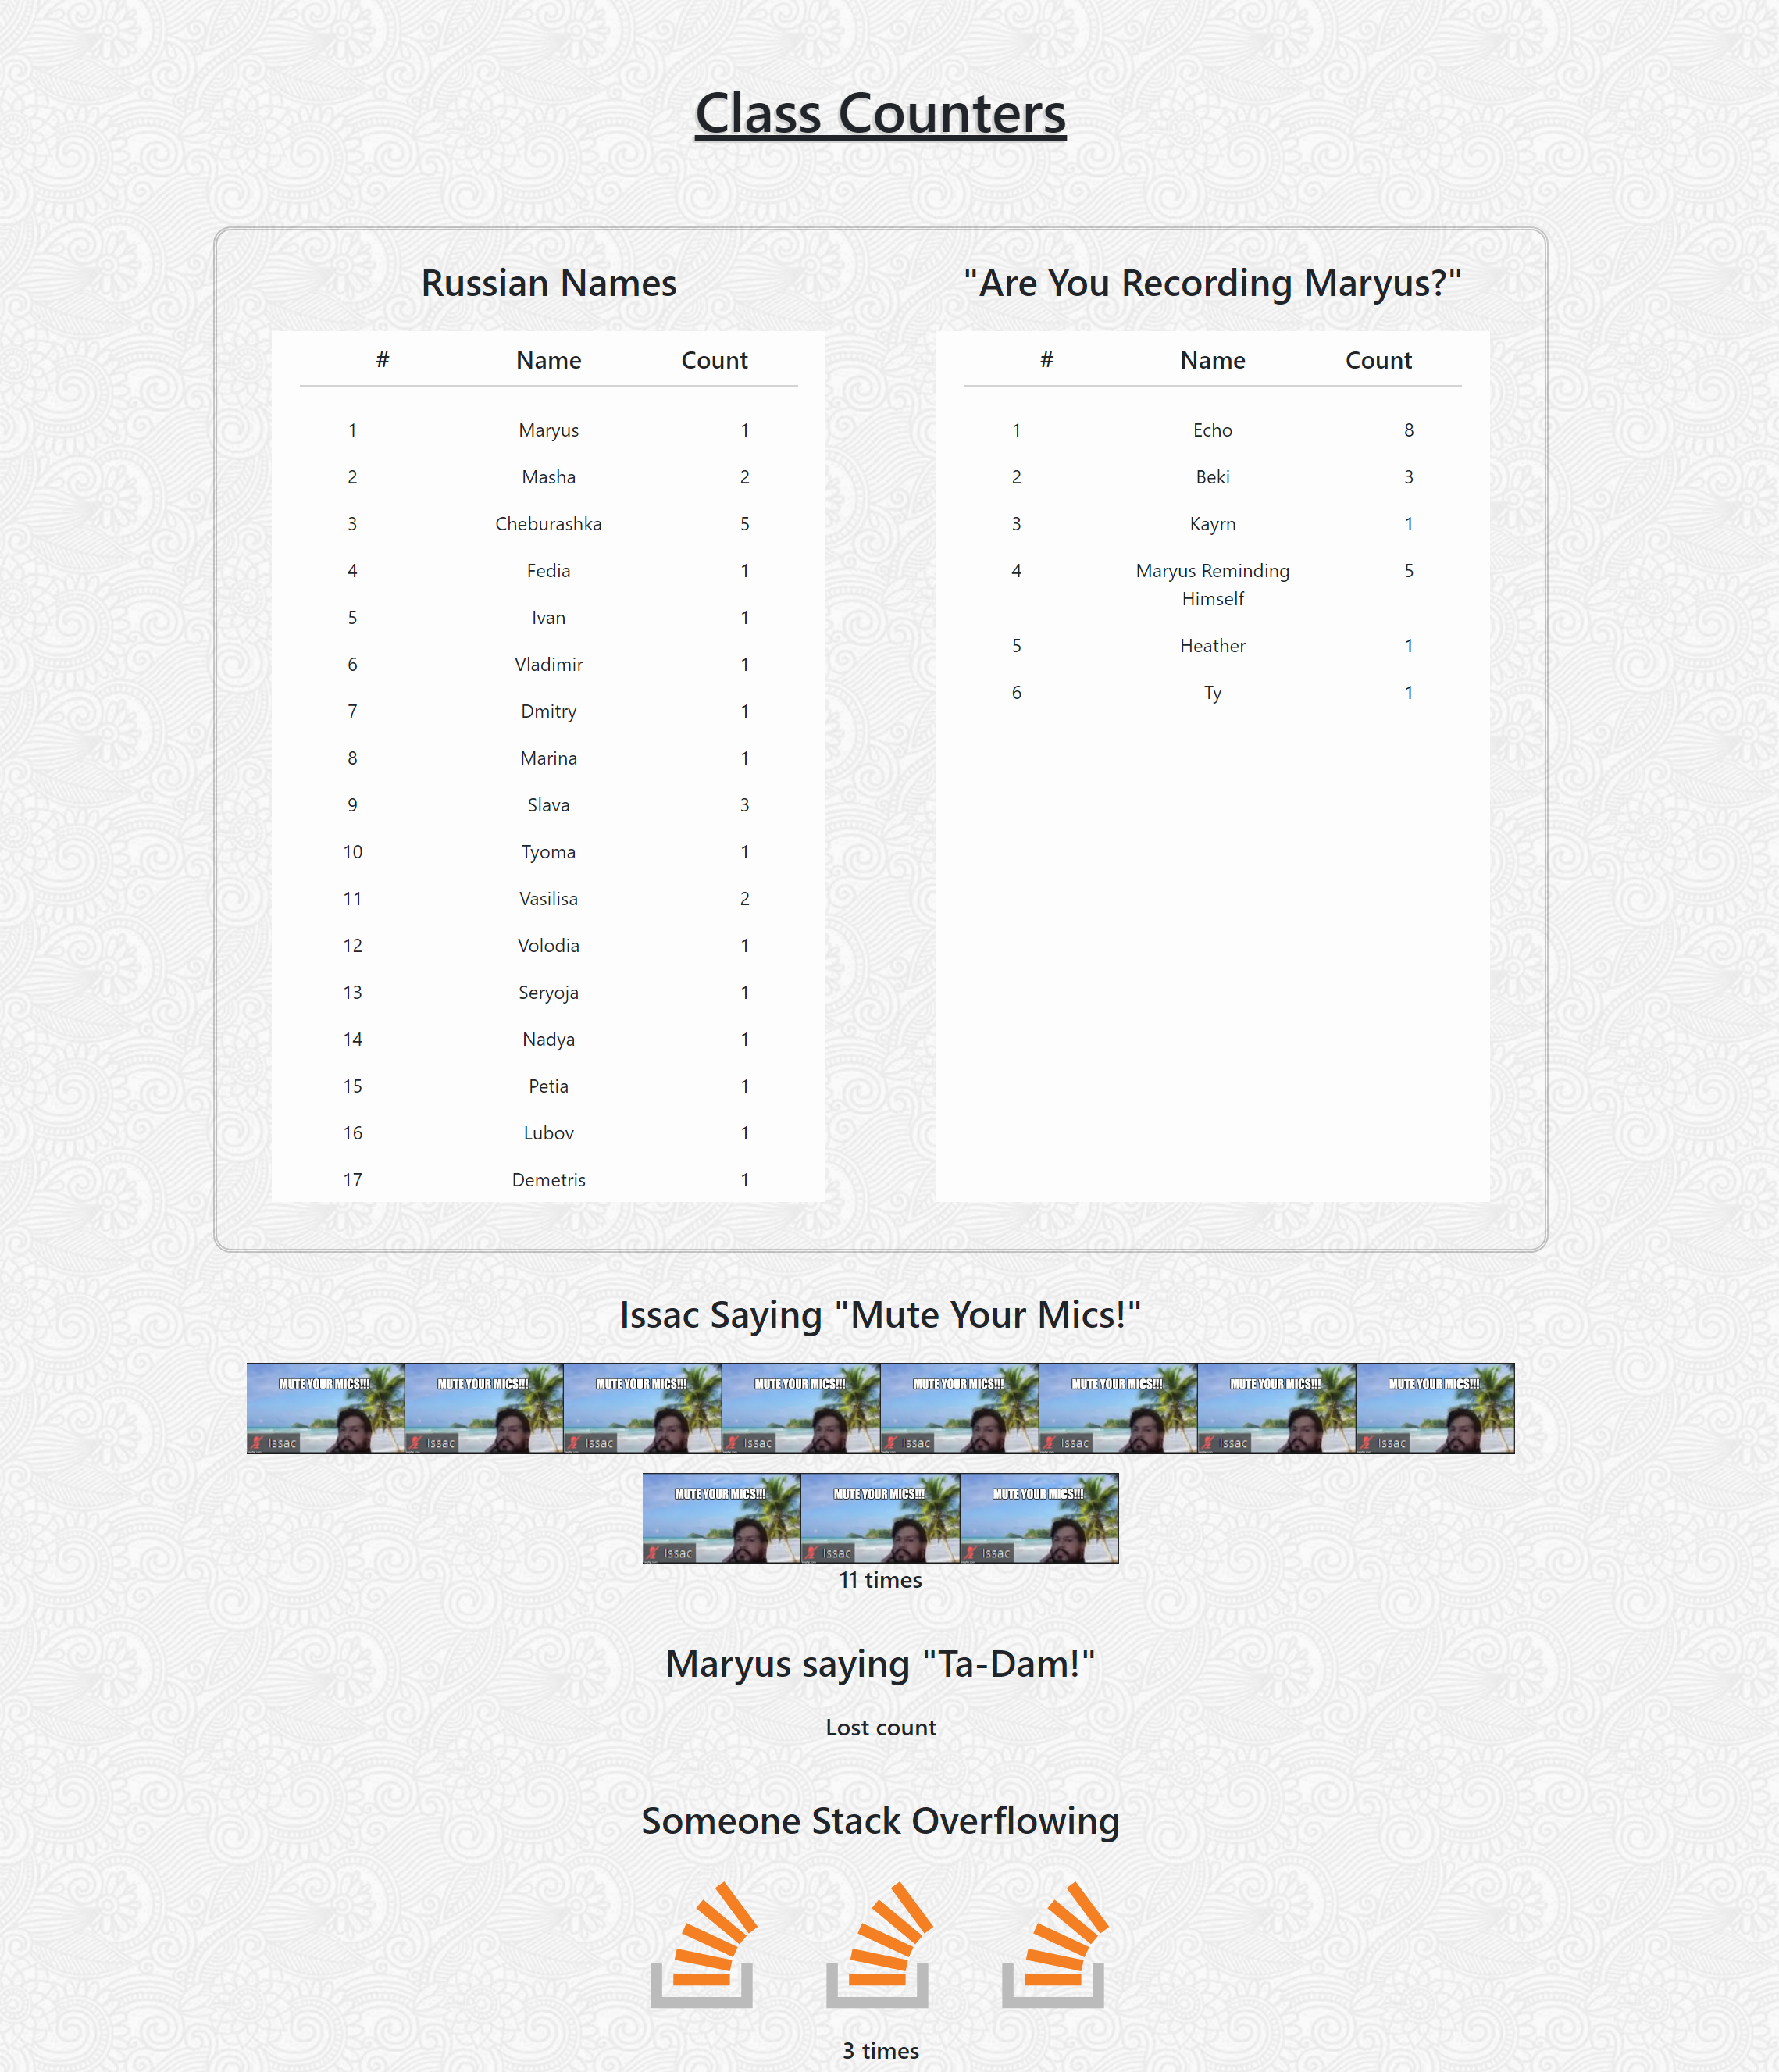 Class Counters
Russian Names
# Name Count
1 Maryus 1
2 Masha 2
3 Cheburashka 5
4 Fedia 1
5 Ivan 1
6 Vladimir 1
7 Dmitry 1
8 Marina 1
9 Slava 3
10 Tyoma 1
11 Vasilisa 2
12 Volodia 1
13 Seryoja 1
14 Nadya 1
15 Petia 1
16 Lubov 1
17 Demetris 1
"Are You Recording Maryus?"
# Name Count
1 Echo 8
2 Beki 3
3 Kayrn 1
4 Maryus Reminding 5
Himself
5 Heather 1
6 Ty 1
Issac Saying "Mute Your Mics!"
MUTE YOUR MICS!!! MUTE YOUR MICS!!! MUTE YOUR MICS!!! MUTE YOUR MICS!!! MUTE YOUR MICS!!! MUTE YOUR MICS!!! MUTE YOUR MICS!!! MUTE YOUR MICS!!!
Issac Issac Issac Issac Issac Issac Issac Issac
MUTE YOUR MICS!!! MUTE YOUR MICS!!! MUTE YOUR MICS!!!
Issac Issac Issac
11 times
Maryus saying "Ta-Dam!"
Lost count
Someone Stack Overflowing
3 times